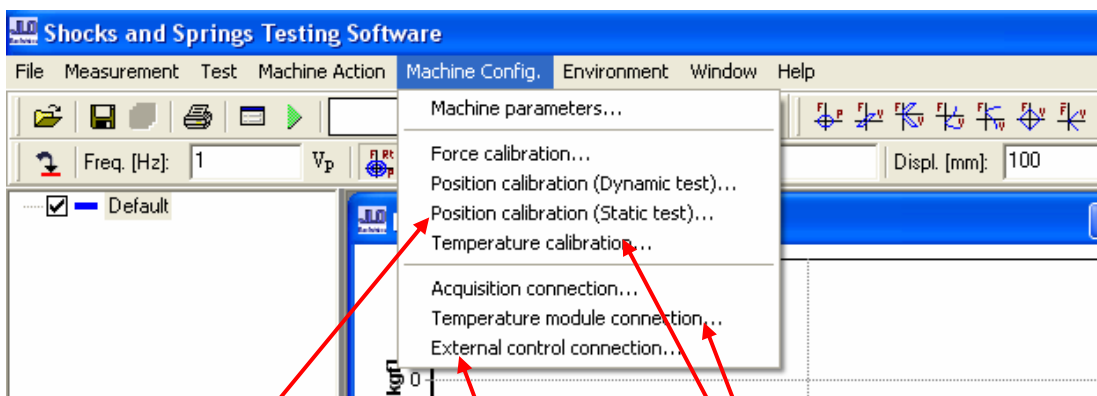 Shocks and Springs Testing Software
File Measurement Test Machine Action Machine Config. Environment Window Help
Machine parameters...
Freq. [Hz]: 1 Vp Displ. [mm]: 100
Force calibration...
Position calibration (Dynamic test)...
Default
Position calibration (Static test)...
Temperature calibration...
Acquisition connection...
Temperature module connection...
External control connection...
kgf]
0